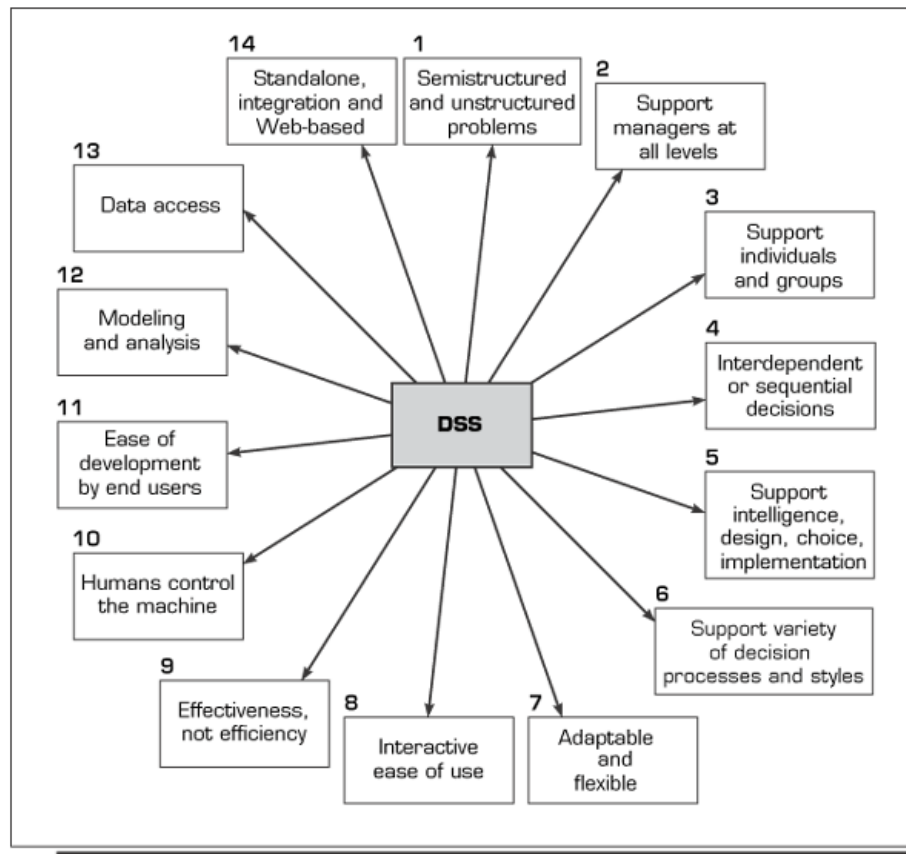 14
Standalone,
integration and
Web-based
1
Semistructured
and unstructured
problems
2
Support
managers at
all levels
3
Support
individuals
and groups
4
Interdependent
or sequential
decisions
5
Support
intelligence,
design, choice,
implementation
6
Support variety
of decision
processes and styles
7
Adaptable
and
flexible
8
Interactive
ease of use
9
Effectiveness,
not efficiency
10
Humans control
the machine
11
Ease of
development
by end users
12
Modeling
and analysis
13
Data access
DSS